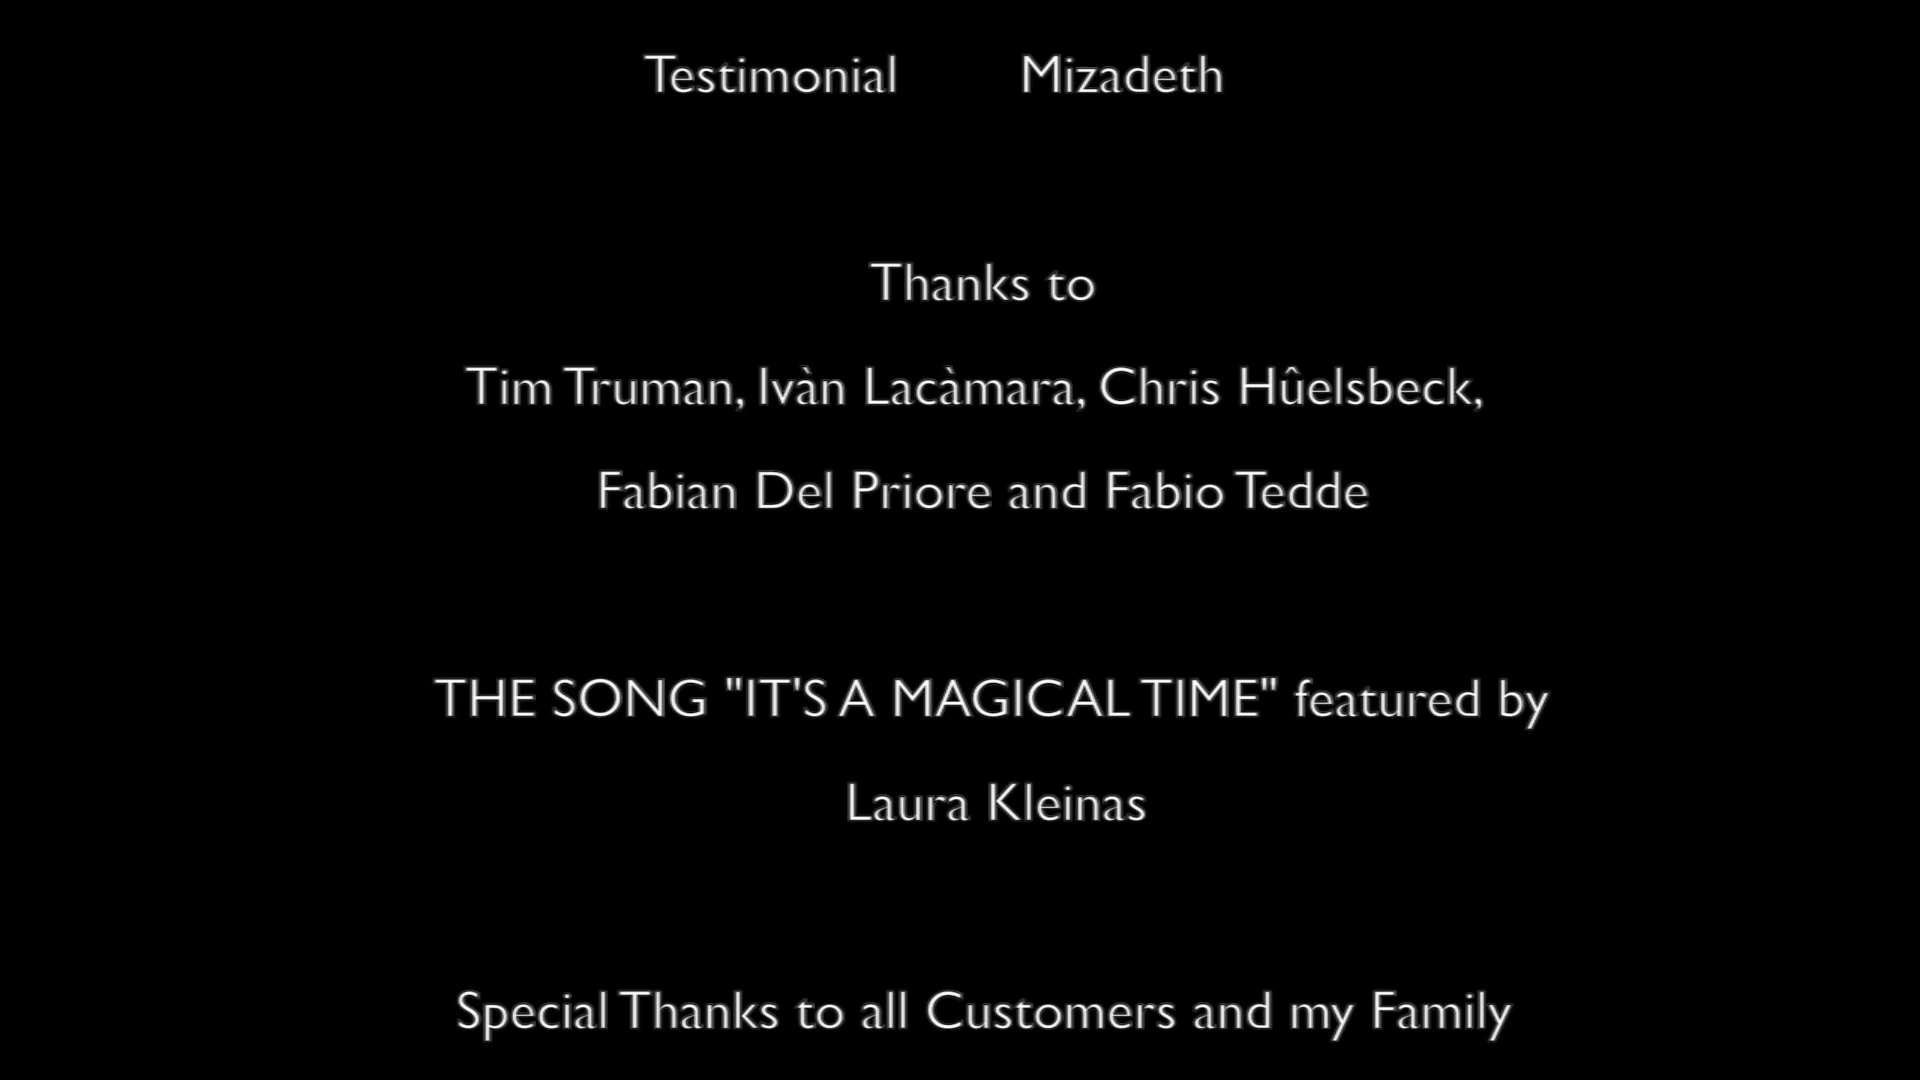 Testimonial Mizadeth
Thanks to
Tim Truman, Ivàn Lacàmara, Chris Hûelsbeck,
Fabian Del Priore and Fabio Tedde
THE SONG "IT'S A MAGICAL TIME" featured by
Laura Kleinas
Special Thanks to all Customers and my Family